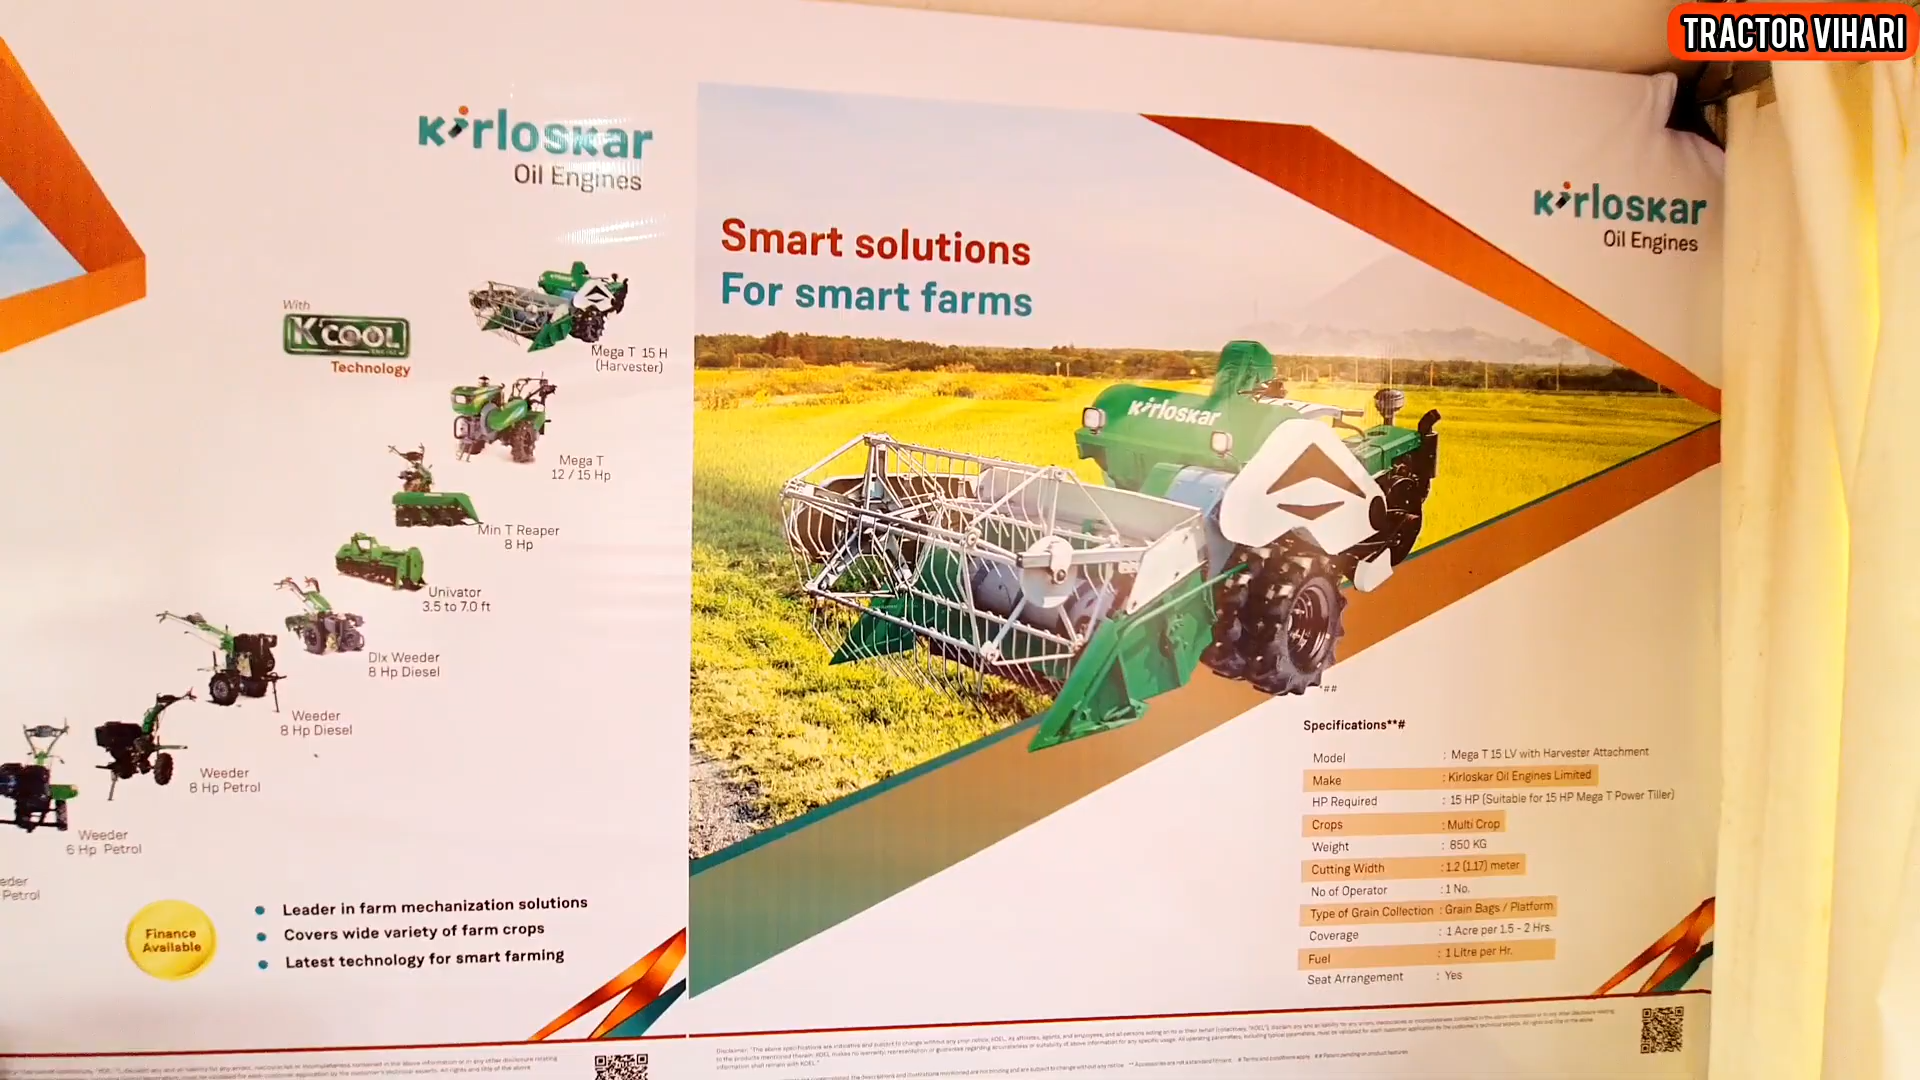 TRACTOR VIHARI
Kirloskar
Oil Engines
With
K COOL
Technology
Mega T 15 H
(Harvester)
Mega T
12 / 15 Hp
Min T Reaper
8 Hp
Univator
3.5 to 7.0 ft
Dlx Weeder
8 Hp Diesel
Weeder
8 Hp Diesel
Weeder
8 Hp Petrol
Weeder
6 Hp Petrol
Petrol
Finance
Available
Leader in farm mechanization solutions
Covers wide variety of farm crops
Latest technology for smart farming
Kirloskar
Oil Engines
Smart solutions
For smart farms
Kirloskar
*##
Specifications**#
Model : Mega T 15 LV with Harvester Attachment
Make : Kirloskar Oil Engines Limited
HP Required : 15 HP (Suitable for 15 HP Mega T Power Tiller)
Crops : Multi Crop
Weight : 850 KG
Cutting Width : 1.2 (1.17) meter
No of Operator : 1 No.
Type of Grain Collection : Grain Bags / Platform
Coverage : 1 Acre per 1.5 - 2 Hrs.
Fuel : 1 Litre per Hr.
Seat Arrangement : Yes